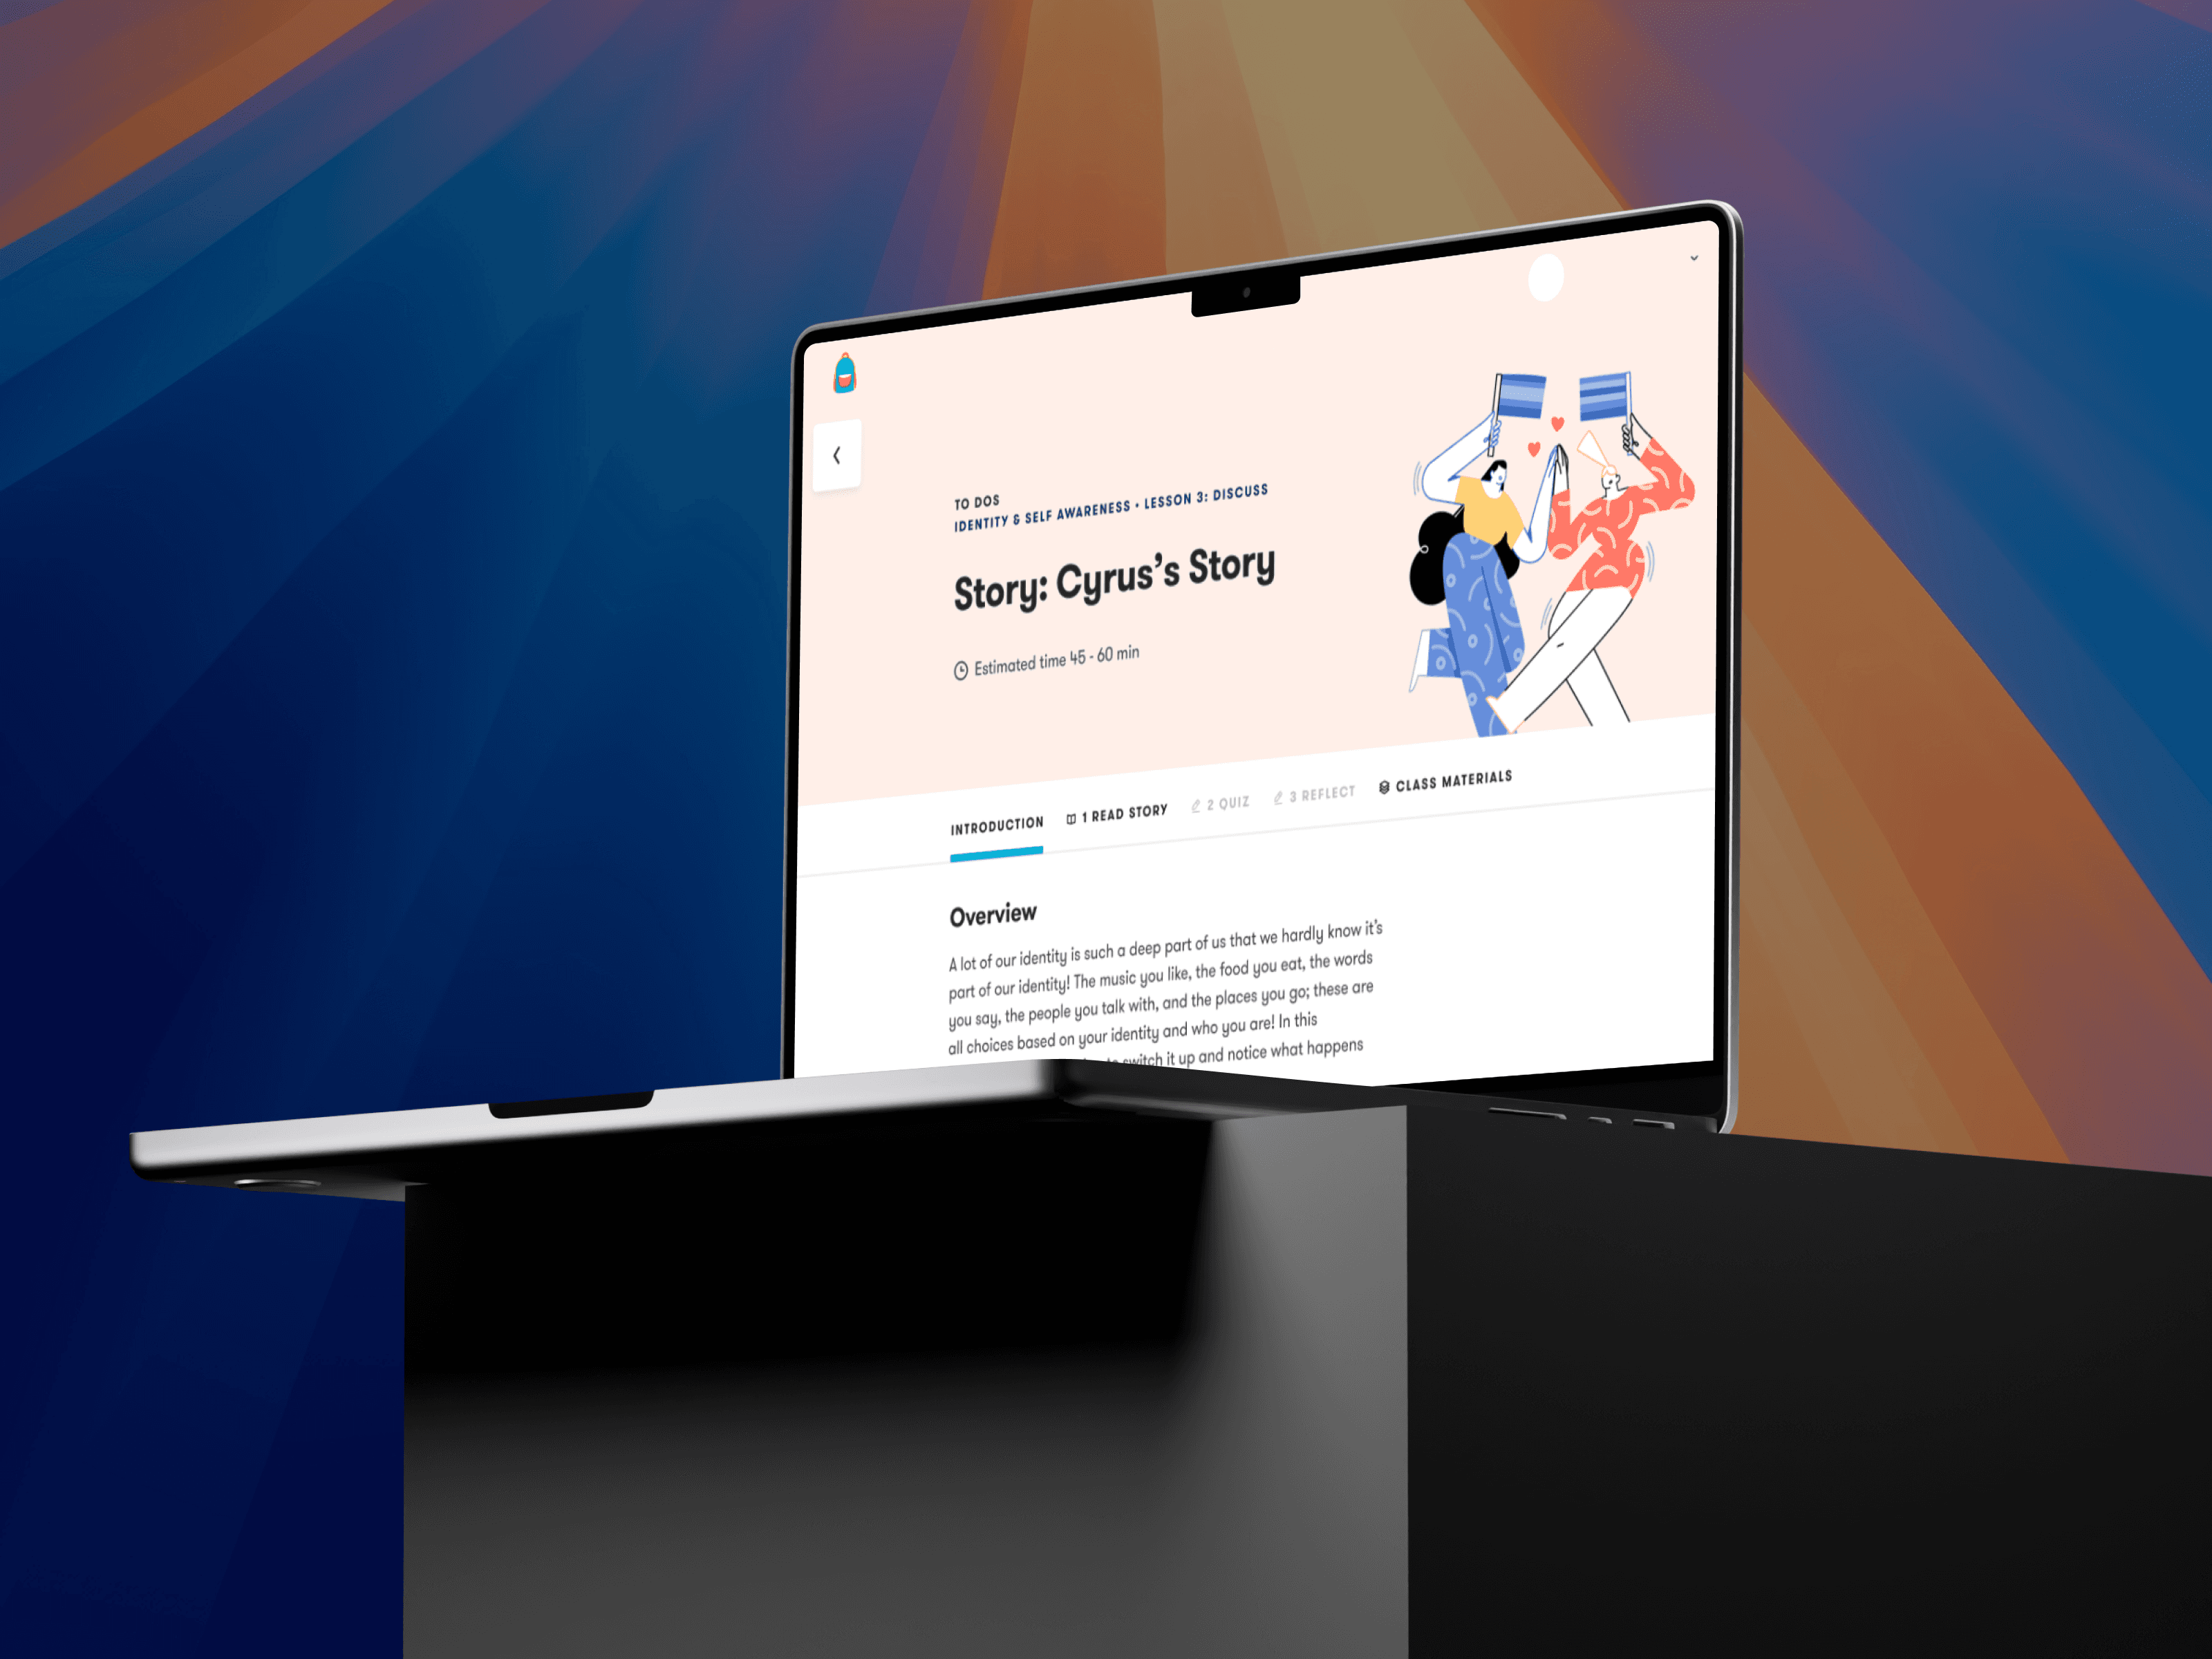 TO DOS
IDENTITY & SELF AWARENESS • LESSON 3: DISCUSS
Story: Cyrus's Story
Estimated time 45 - 60 min
INTRODUCTION 1 READ STORY 2 QUIZ 3 REFLECT CLASS MATERIALS
Overview
A lot of our identity is such a deep part of us that we hardly know it's
part of our identity! The music you like, the food you eat, the words
you say, the people you talk with, and the places you go; these are
all choices based on your identity and who you are! In this
switch it up and notice what happens